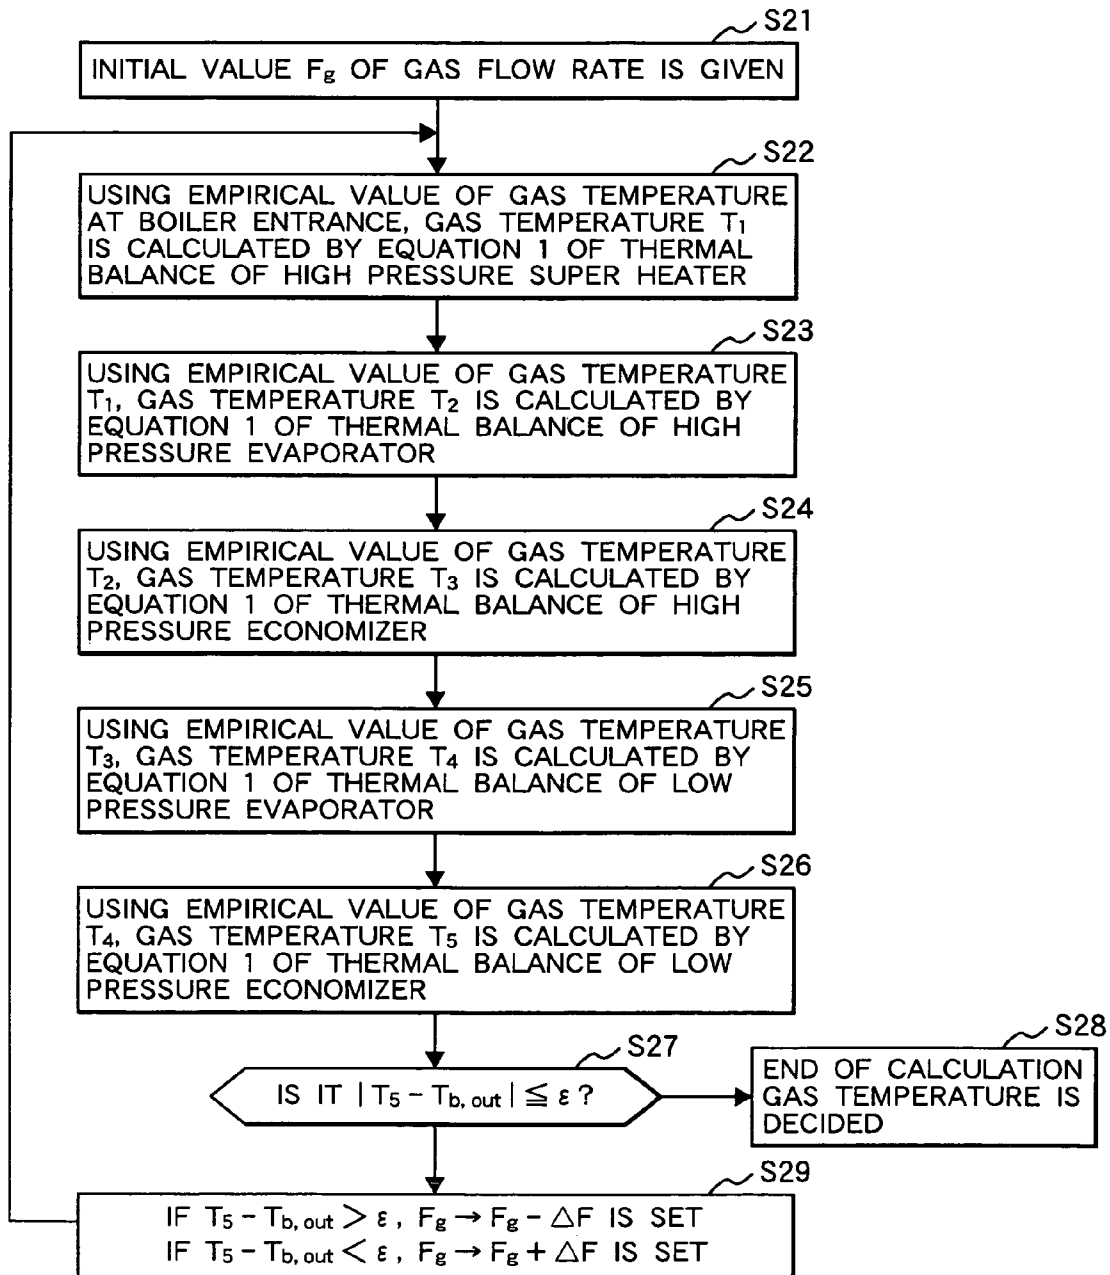 S21
INITIAL VALUE Fg OF GAS FLOW RATE IS GIVEN
S22
USING EMPIRICAL VALUE OF GAS TEMPERATURE
AT BOILER ENTRANCE, GAS TEMPERATURE T1
IS CALCULATED BY EQUATION 1 OF THERMAL
BALANCE OF HIGH PRESSURE SUPER HEATER
S23
USING EMPIRICAL VALUE OF GAS TEMPERATURE
T1, GAS TEMPERATURE T2 IS CALCULATED BY
EQUATION 1 OF THERMAL BALANCE OF HIGH
PRESSURE EVAPORATOR
S24
USING EMPIRICAL VALUE OF GAS TEMPERATURE
T2, GAS TEMPERATURE T3 IS CALCULATED BY
EQUATION 1 OF THERMAL BALANCE OF HIGH
PRESSURE ECONOMIZER
S25
USING EMPIRICAL VALUE OF GAS TEMPERATURE
T3, GAS TEMPERATURE T4 IS CALCULATED BY
EQUATION 1 OF THERMAL BALANCE OF LOW
PRESSURE EVAPORATOR
S26
USING EMPIRICAL VALUE OF GAS TEMPERATURE
T4, GAS TEMPERATURE T5 IS CALCULATED BY
EQUATION 1 OF THERMAL BALANCE OF LOW
PRESSURE ECONOMIZER
S27
IS IT |T5 − Tb, out| ≦ ε ?
S28
END OF CALCULATION
GAS TEMPERATURE IS
DECIDED
S29
IF T5 − Tb, out > ε, Fg → Fg − △F IS SET
IF T5 − Tb, out < ε, Fg → Fg + △F IS SET